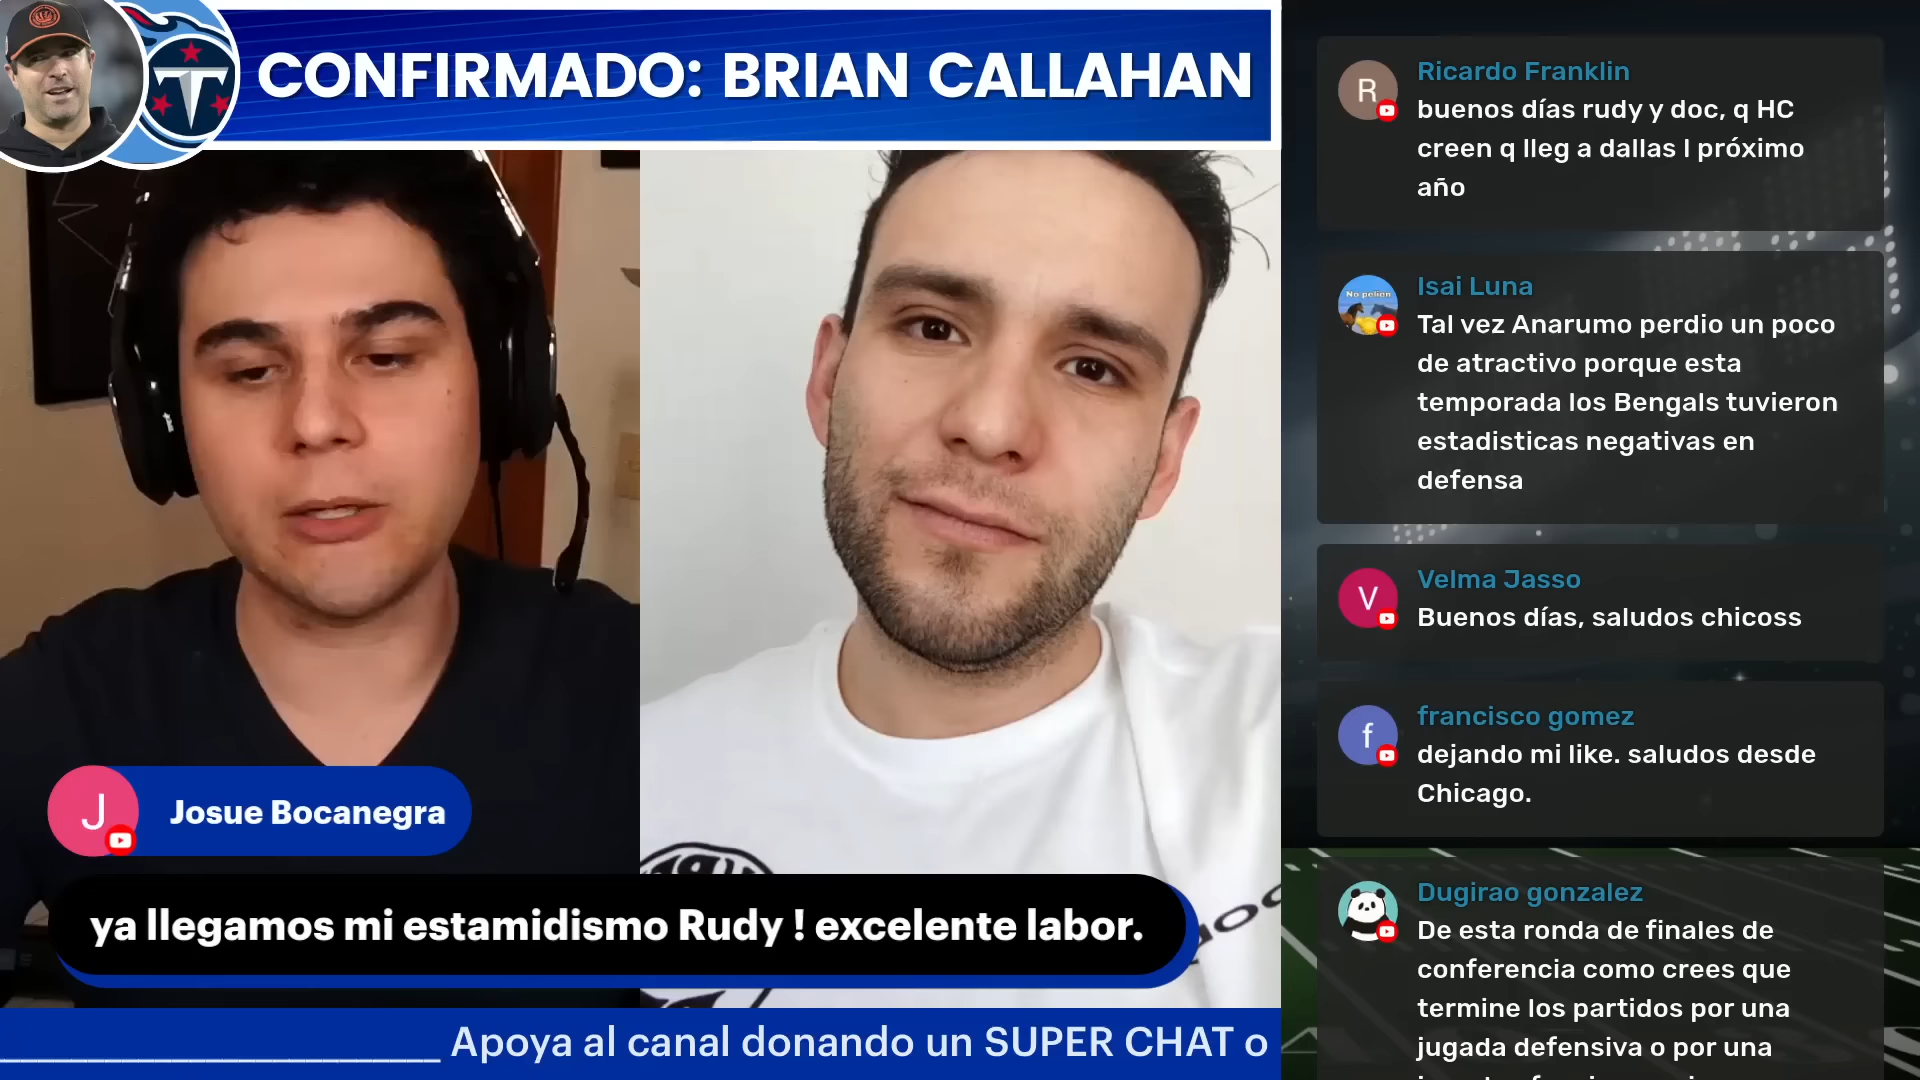 CONFIRMADO: BRIAN CALLAHAN
Josue Bocanegra
J
ya llegamos mi estamidismo Rudy ! excelente labor.
Apoya al canal donando un SUPER CHAT o
R
Ricardo Franklin
buenos días rudy y doc, q HC
creen q lleg a dallas l próximo
año
No peli​en
Isai Luna
Tal vez Anarumo perdio un poco
de atractivo porque esta
temporada los Bengals tuvieron
estadisticas negativas en
defensa
V
Velma Jasso
Buenos días, saludos chicoss
f
francisco gomez
dejando mi like. saludos desde
Chicago.
Dugirao gonzalez
De esta ronda de finales de
conferencia como crees que
termine los partidos por una
jugada defensiva o por una